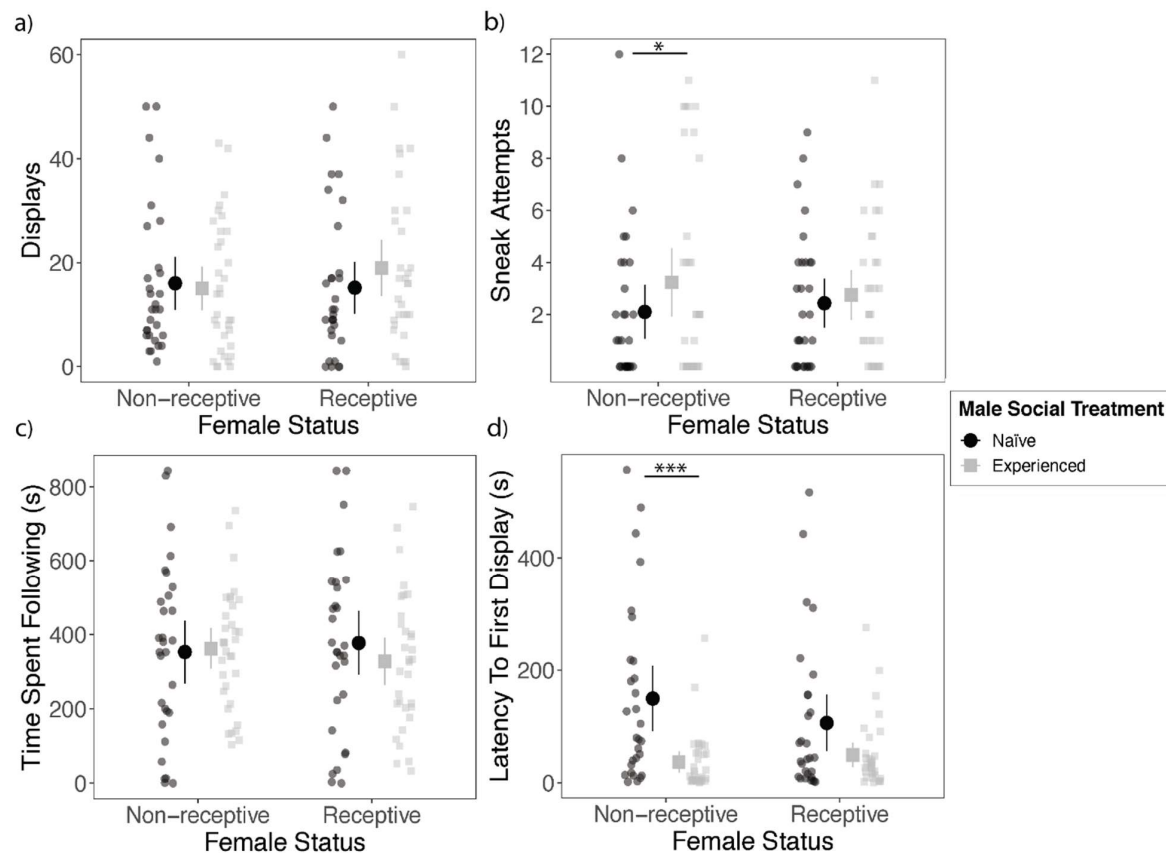 a)
60
40
20
0
Displays
Non-receptive
Receptive
Female Status
b)
*
12
10
8
6
4
2
Sneak Attempts
Non-receptive
Receptive
Female Status
Male Social Treatment
Naïve
Experienced
c)
800
600
400
200
0
Time Spent Following (s)
Non-receptive
Receptive
Female Status
d)
***
400
200
0
Latency To First Display (s)
Non-receptive
Receptive
Female Status